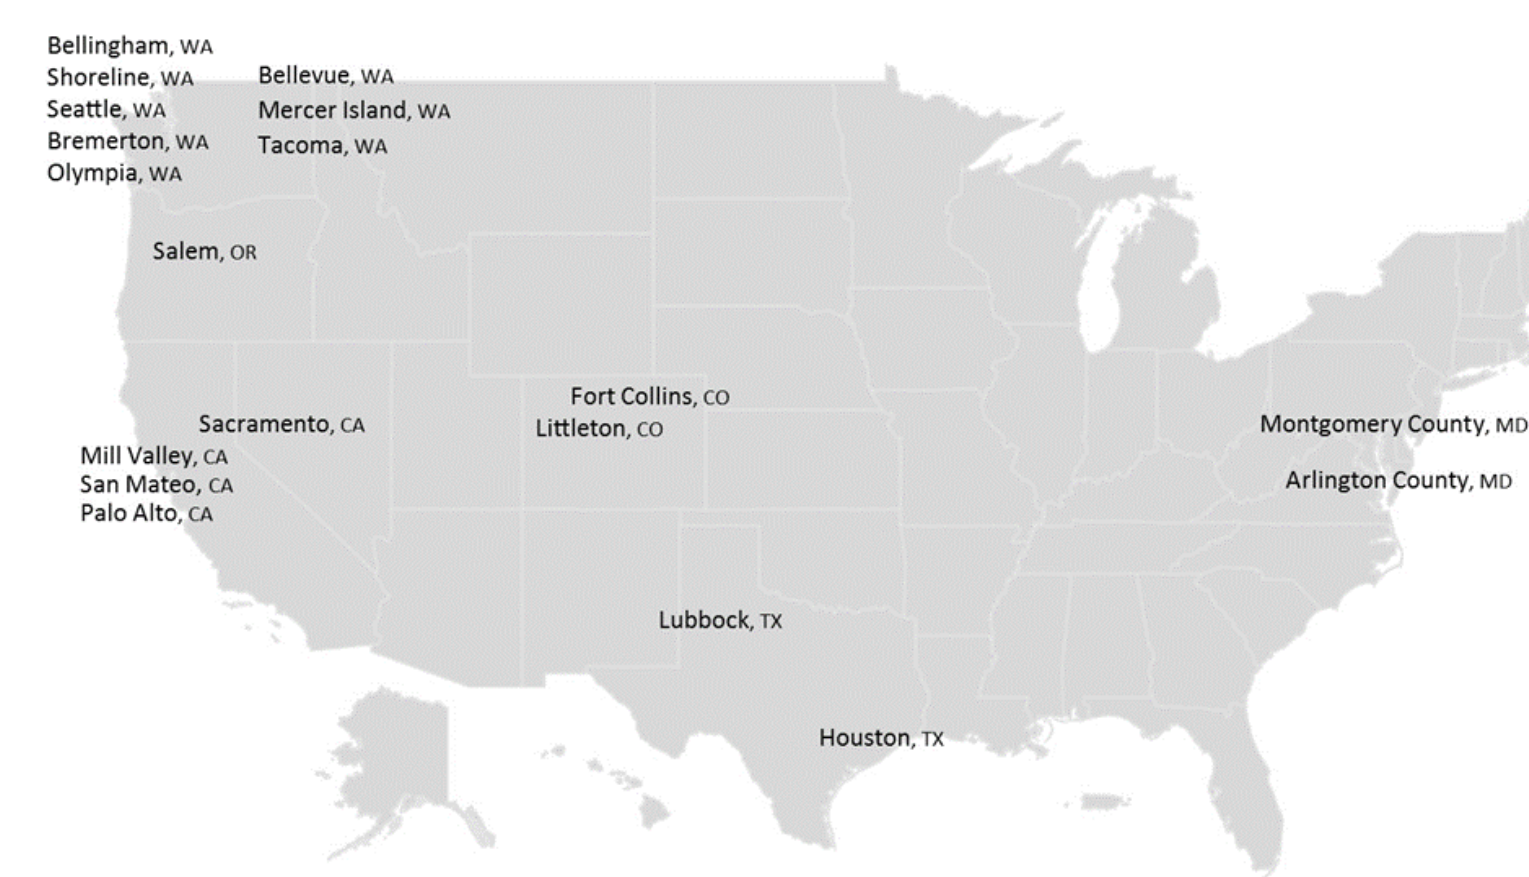 Bellingham, WA
Shoreline, WA
Seattle, WA
Bremerton, WA
Olympia, WA
Bellevue, WA
Mercer Island, WA
Tacoma, WA
Salem, OR
Fort Collins, CO
Littleton, CO
Sacramento, CA
Mill Valley, CA
San Mateo, CA
Palo Alto, CA
Montgomery County, MD
Arlington County, MD
Lubbock, TX
Houston, TX